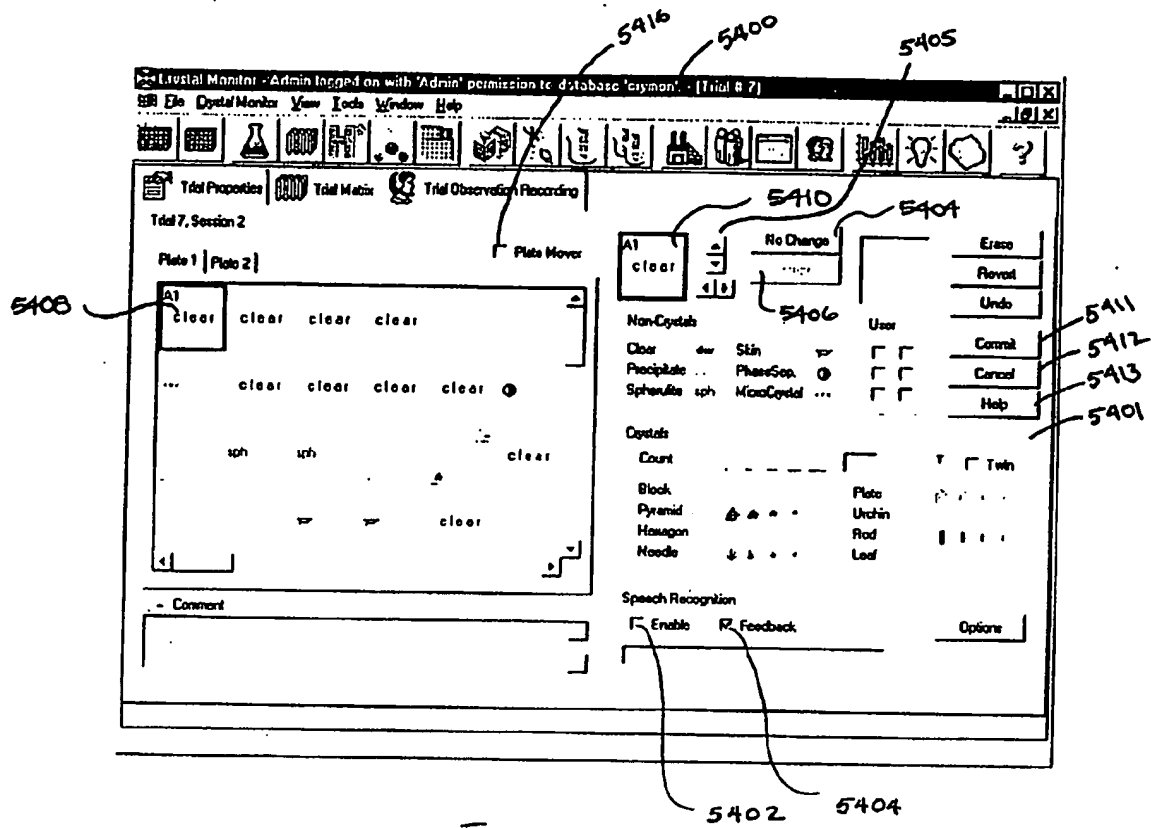 5416
5400
5405
Crystal Monitor - 'Admin logged on with 'Admin' permission to database 'crymon'. - [Trial # 7]
File Crystal Monitor View Tools Window Help
Trial Properties Trial Matrix Trial Observation Recording
Trial 7, Session 2
Plate Mover
Plate 1 Plate 2
5408
A1
clear clear clear clear
clear clear clear clear
sph sph clear
clear
Comment
5410
5404
A1
clear
No Change
5406
Erase
Revert
Undo
Commit
Cancel
Help
5411
5412
5413
5401
Non-Crystals
User
Clear clear Skin
Precipitate PhaseSep.
Spherulite sph MicroCrystal
Crystals
Count Twin
Block Plate
Pyramid Urchin
Hexagon Rod
Needle Leaf
Speech Recognition
Enable Feedback
Options
5402
5404